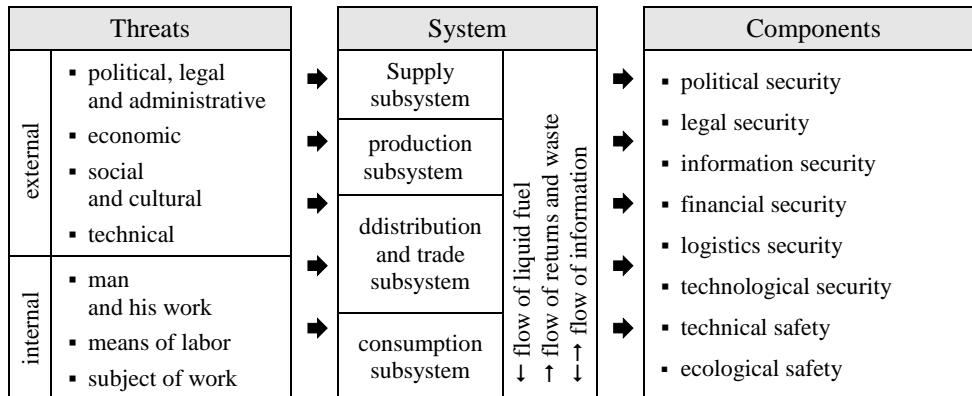 Threats
external
▪ political, legal
and administrative
▪ economic
▪ social
and cultural
▪ technical
internal
▪ man
and his work
▪ means of labor
▪ subject of work
System
Supply
subsystem
production
subsystem
ddistribution
and trade
subsystem
consumption
subsystem
← flow of liquid fuel
→ flow of returns and waste
←→ flow of information
Components
▪ political security
▪ legal security
▪ information security
▪ financial security
▪ logistics security
▪ technological security
▪ technical safety
▪ ecological safety